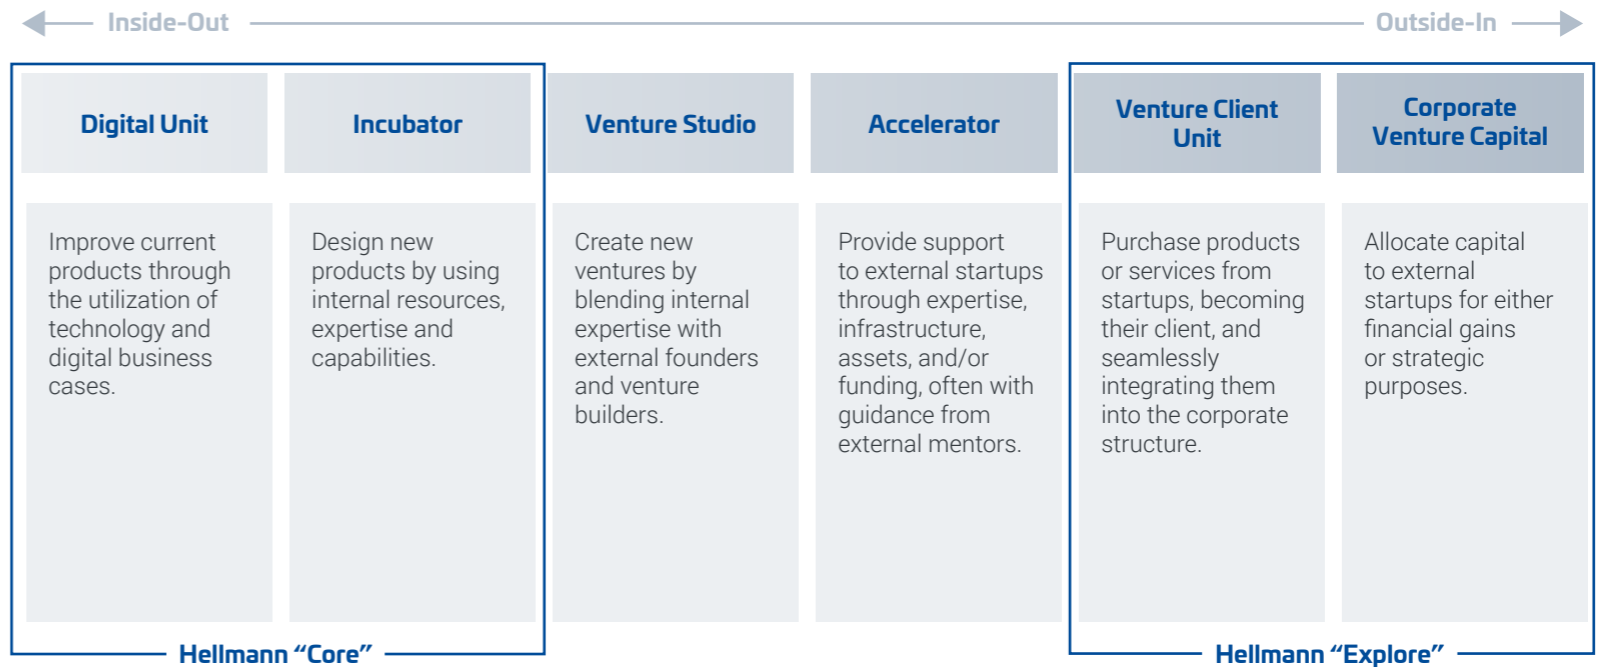 Inside-Out
Outside-In
Digital Unit
Incubator
Venture Studio
Accelerator
Venture Client
Unit
Corporate
Venture Capital
Improve current
products through
the utilization of
technology and
digital business
cases.
Design new
products by using
internal resources,
expertise and
capabilities.
Create new
ventures by
blending internal
expertise with
external founders
and venture
builders.
Provide support
to external startups
through expertise,
infrastructure,
assets, and/or
funding, often with
guidance from
external mentors.
Purchase products
or services from
startups, becoming
their client, and
seamlessly
integrating them
into the corporate
structure.
Allocate capital
to external
startups for either
financial gains
or strategic
purposes.
Hellmann “Core”
Hellmann “Explore”